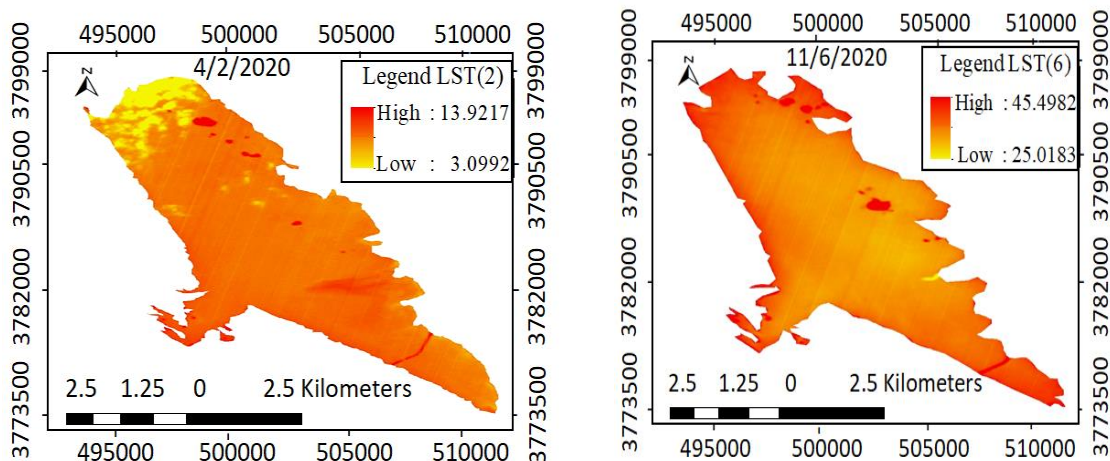 495000 500000 505000 510000
4/2/2020
Legend LST(2)
High : 13.9217
Low : 3.0992
N
3799000
3790500
3782000
3773500
3799000
3790500
3782000
3773500
2.5 1.25 0 2.5 Kilometers
495000 500000 505000 510000
495000 500000 505000 510000
11/6/2020
Legend LST(6)
High : 45.4982
Low : 25.0183
N
3799000
3790500
3782000
3773500
3799000
3790500
3782000
3773500
2.5 1.25 0 2.5 Kilometers
495000 500000 505000 510000